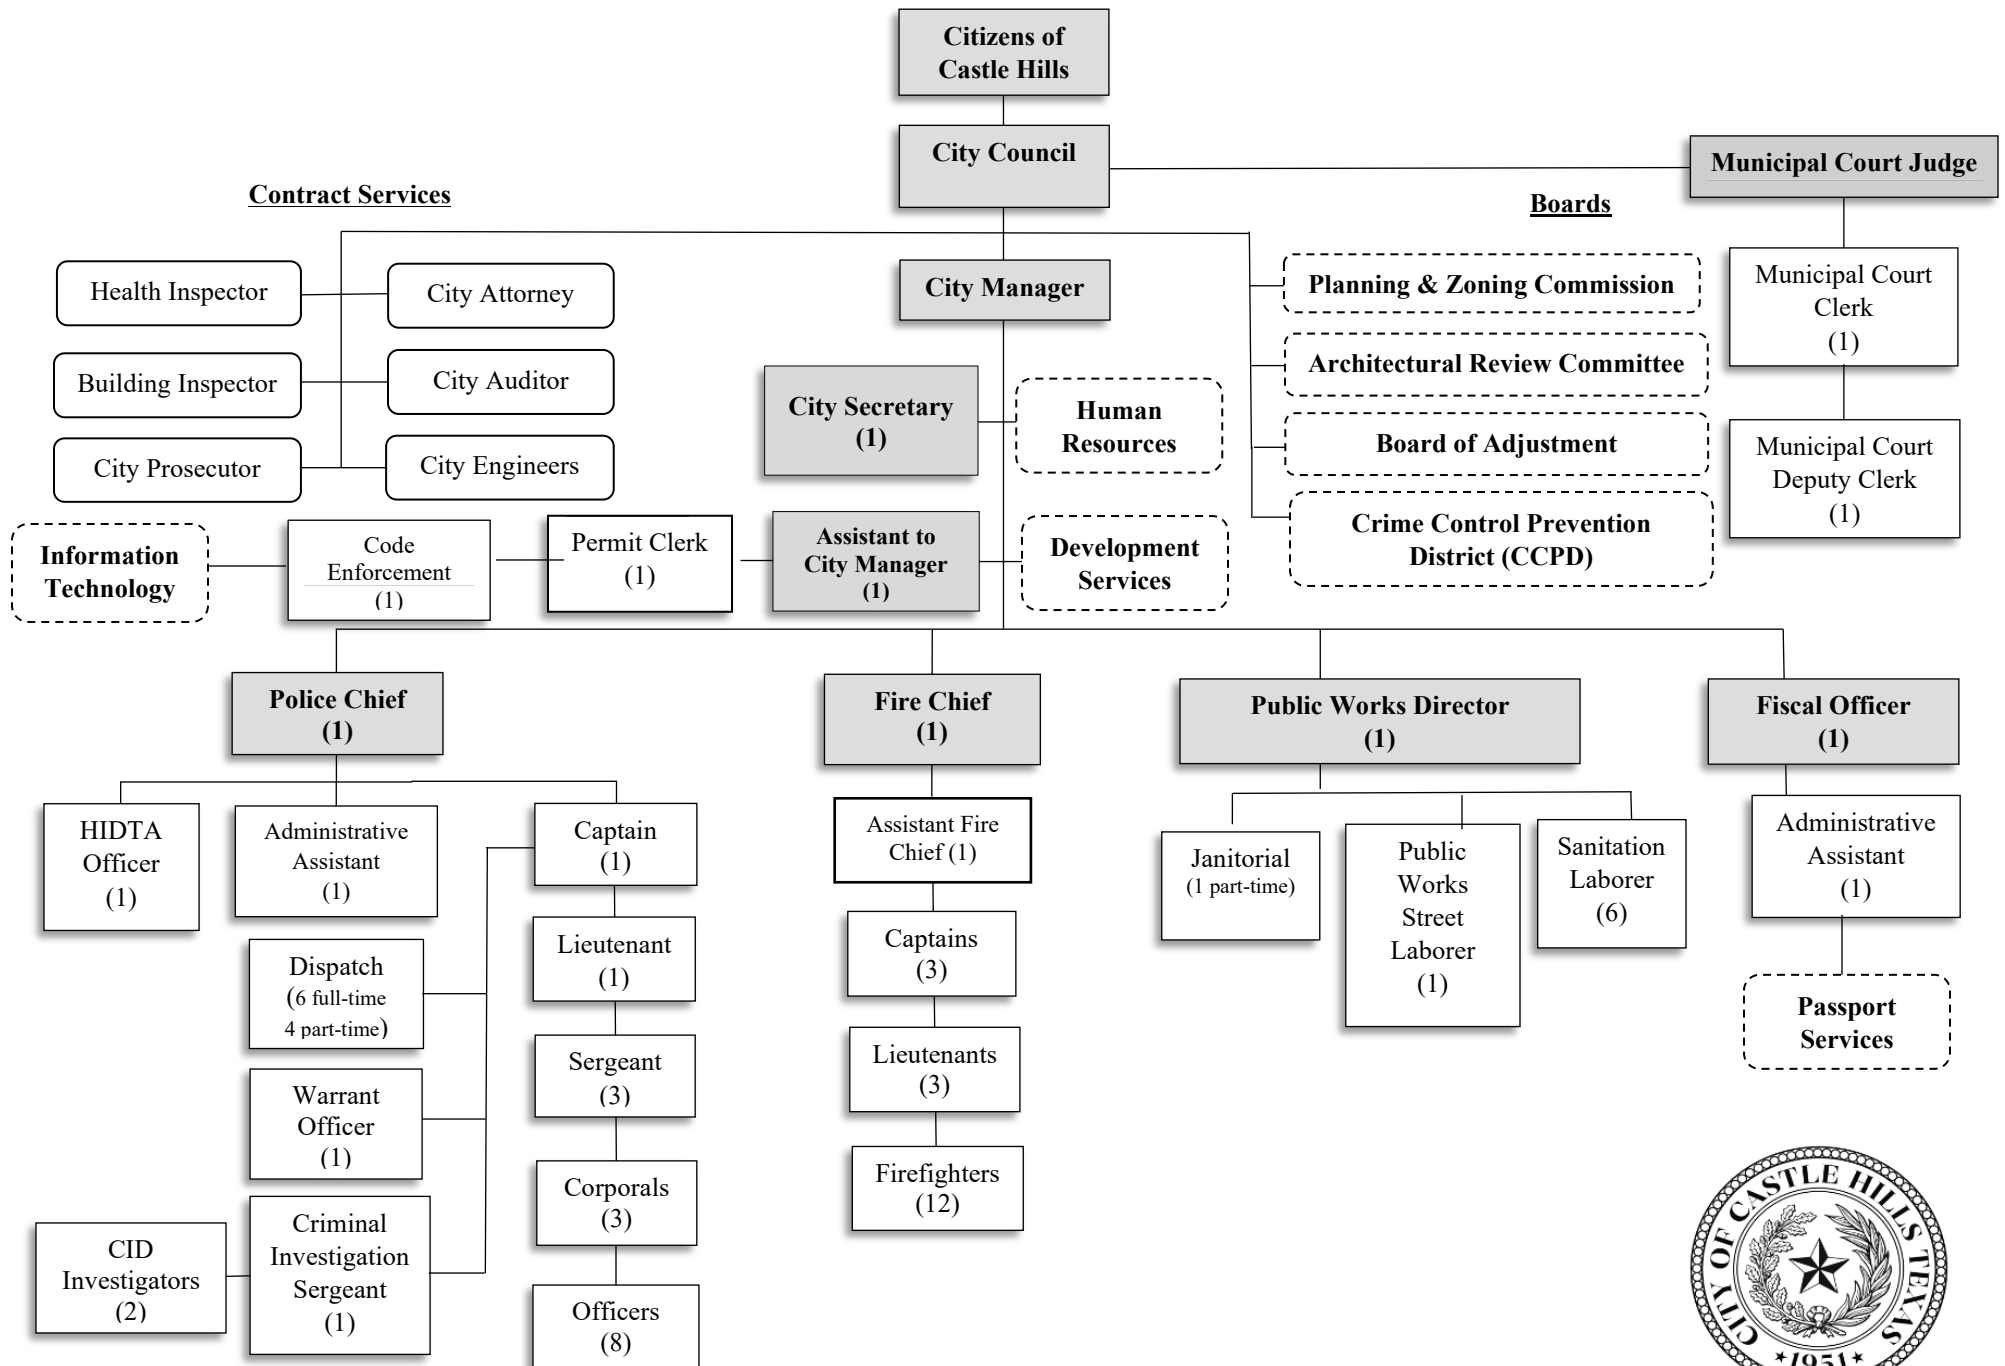 Citizens of
Castle Hills
City Council
Municipal Court Judge
Contract Services
Boards
Health Inspector
City Attorney
Building Inspector
City Auditor
City Prosecutor
City Engineers
City Manager
Planning & Zoning Commission
Architectural Review Committee
Board of Adjustment
Crime Control Prevention
District (CCPD)
Municipal Court
Clerk
(1)
Municipal Court
Deputy Clerk
(1)
City Secretary
(1)
Human
Resources
Information
Technology
Code
Enforcement
(1)
Permit Clerk
(1)
Assistant to
City Manager
(1)
Development
Services
Police Chief
(1)
Fire Chief
(1)
Public Works Director
(1)
Fiscal Officer
(1)
HIDTA
Officer
(1)
Administrative
Assistant
(1)
Captain
(1)
Dispatch
(6 full-time
4 part-time)
Warrant
Officer
(1)
Criminal
Investigation
Sergeant
(1)
CID
Investigators
(2)
Lieutenant
(1)
Sergeant
(3)
Corporals
(3)
Officers
(8)
Assistant Fire
Chief (1)
Captains
(3)
Lieutenants
(3)
Firefighters
(12)
Janitorial
(1 part-time)
Public
Works
Street
Laborer
(1)
Sanitation
Laborer
(6)
Administrative
Assistant
(1)
Passport
Services
CITY OF CASTLE HILLS TEXAS
*1951*